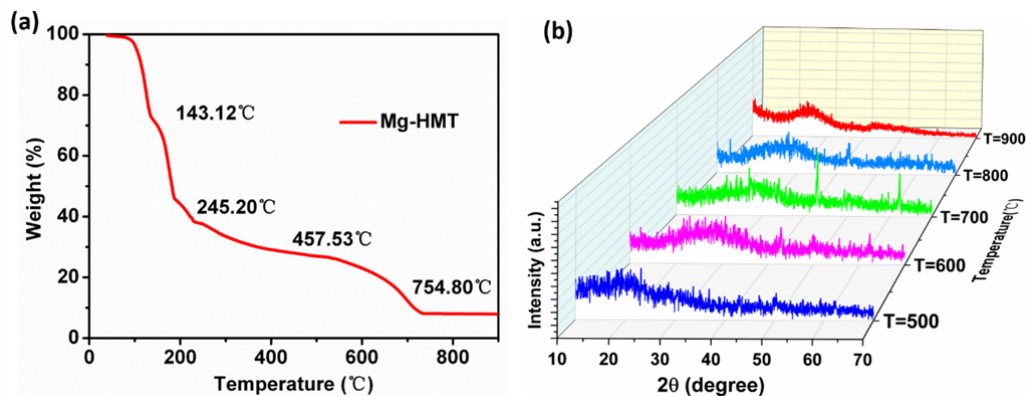 (a)
100
80
60
40
20
0
Weight (%)
0 200 400 600 800
Temperature (℃)
143.12℃
245.20℃
457.53℃
754.80℃
Mg-HMT
(b)
Intensity (a.u.)
10 20 30 40 50 60 70
2θ (degree)
T=900
T=800
T=700
T=600
T=500
Temperature(℃)